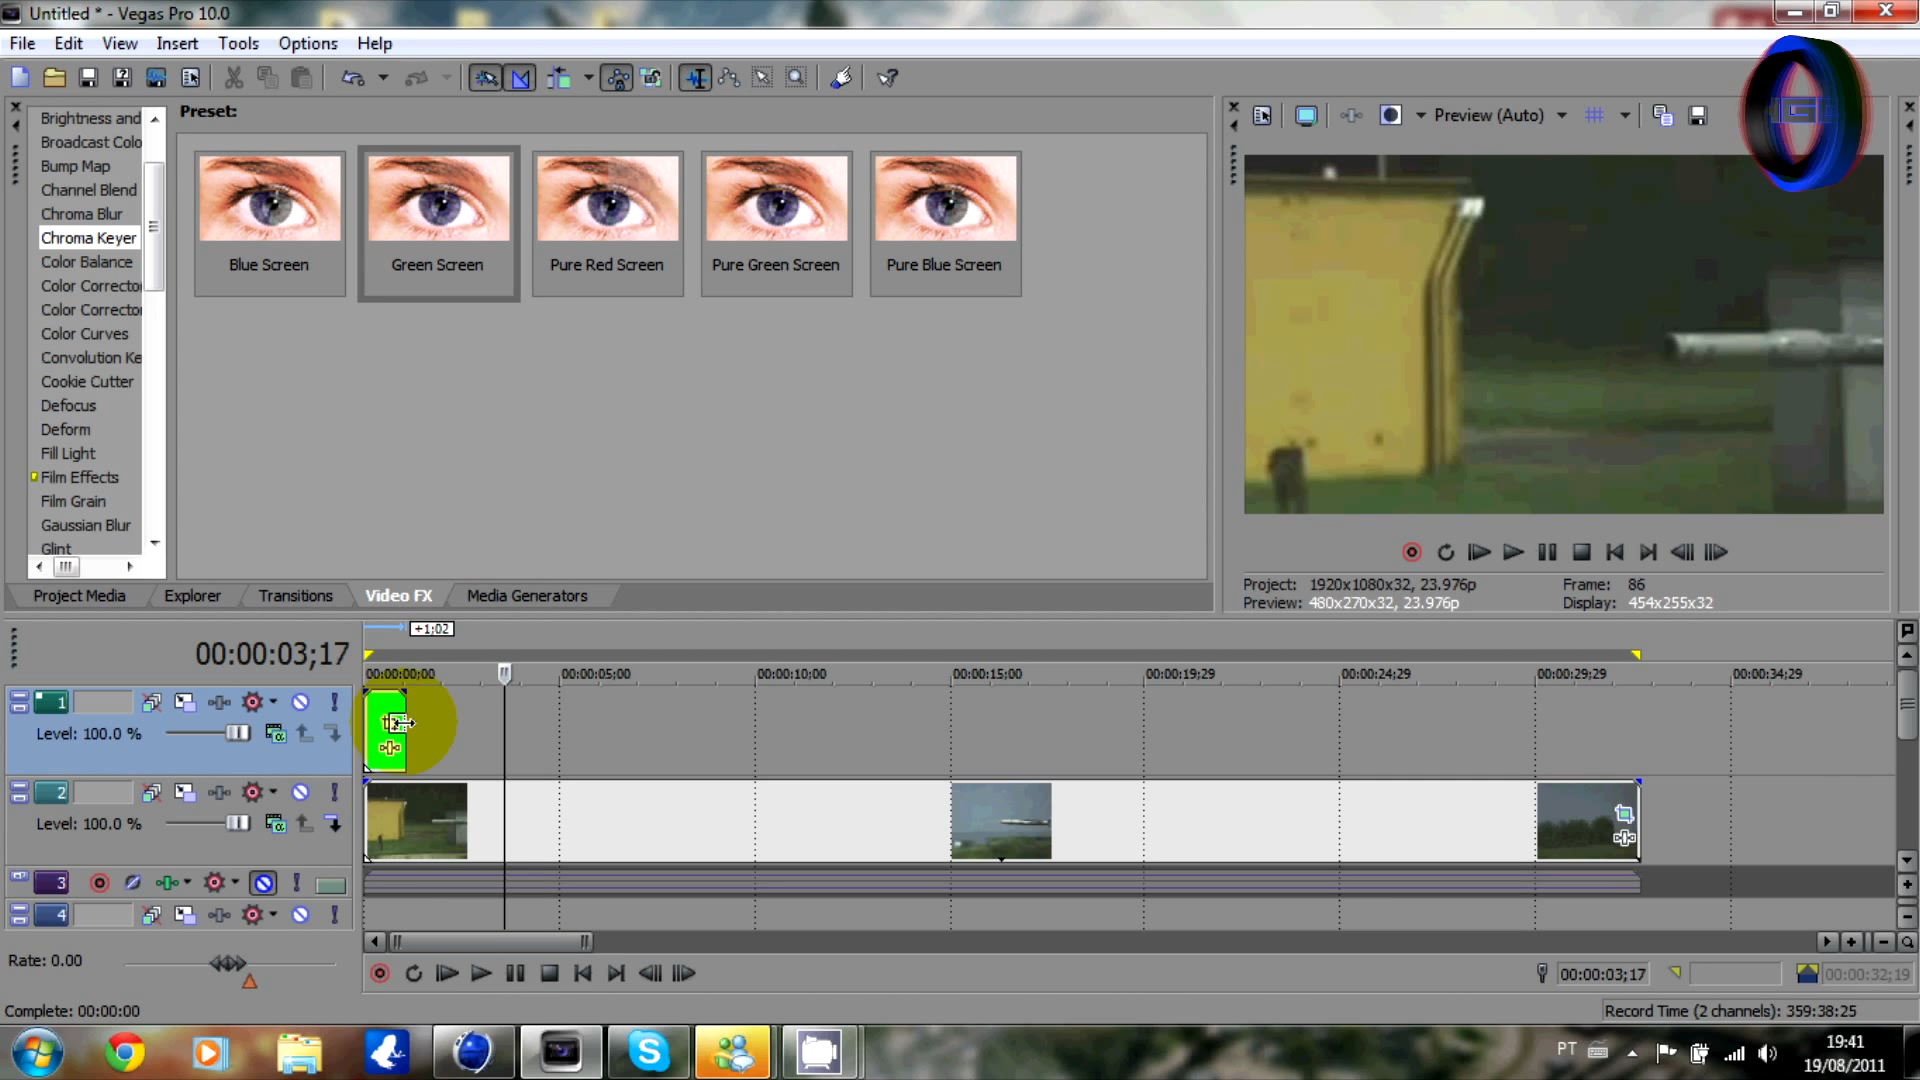 Untitled * - Vegas Pro 10.0
File Edit View Insert Tools Options Help
Preset:
Brightness and
Broadcast Colo
Bump Map
Channel Blend
Chroma Blur
Chroma Keyer
Color Balance
Color Corrector
Color Corrector
Color Curves
Convolution Ke
Cookie Cutter
Defocus
Deform
Fill Light
Film Effects
Film Grain
Gaussian Blur
Glint
Blue Screen Green Screen Pure Red Screen Pure Green Screen Pure Blue Screen
Preview (Auto)
Project: 1920x1080x32, 23.976p Frame: 86
Preview: 480x270x32, 23.976p Display: 454x255x32
Project Media Explorer Transitions Video FX Media Generators
+1;02
00:00:03;17
00:00:00;00 00:00:05;00 00:00:10;00 00:00:15;00 00:00:19;29 00:00:24;29 00:00:29;29 00:00:34;29
1
Level: 100.0 %
2
Level: 100.0 %
3
4
Rate: 0.00
00:00:03;17 00:00:32;19
Complete: 00:00:00
Record Time (2 channels): 359:38:25
PT
19:41
19/08/2011